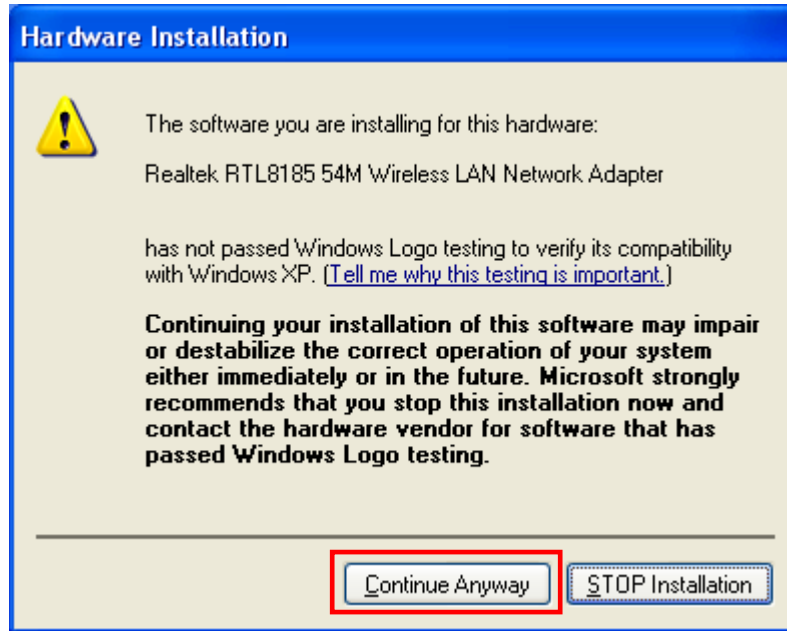 Hardware Installation
The software you are installing for this hardware:
Realtek RTL8185 54M Wireless LAN Network Adapter
has not passed Windows Logo testing to verify its compatibility
with Windows XP. (Tell me why this testing is important.)
Continuing your installation of this software may impair
or destabilize the correct operation of your system
either immediately or in the future. Microsoft strongly
recommends that you stop this installation now and
contact the hardware vendor for software that has
passed Windows Logo testing.
Continue Anyway STOP Installation